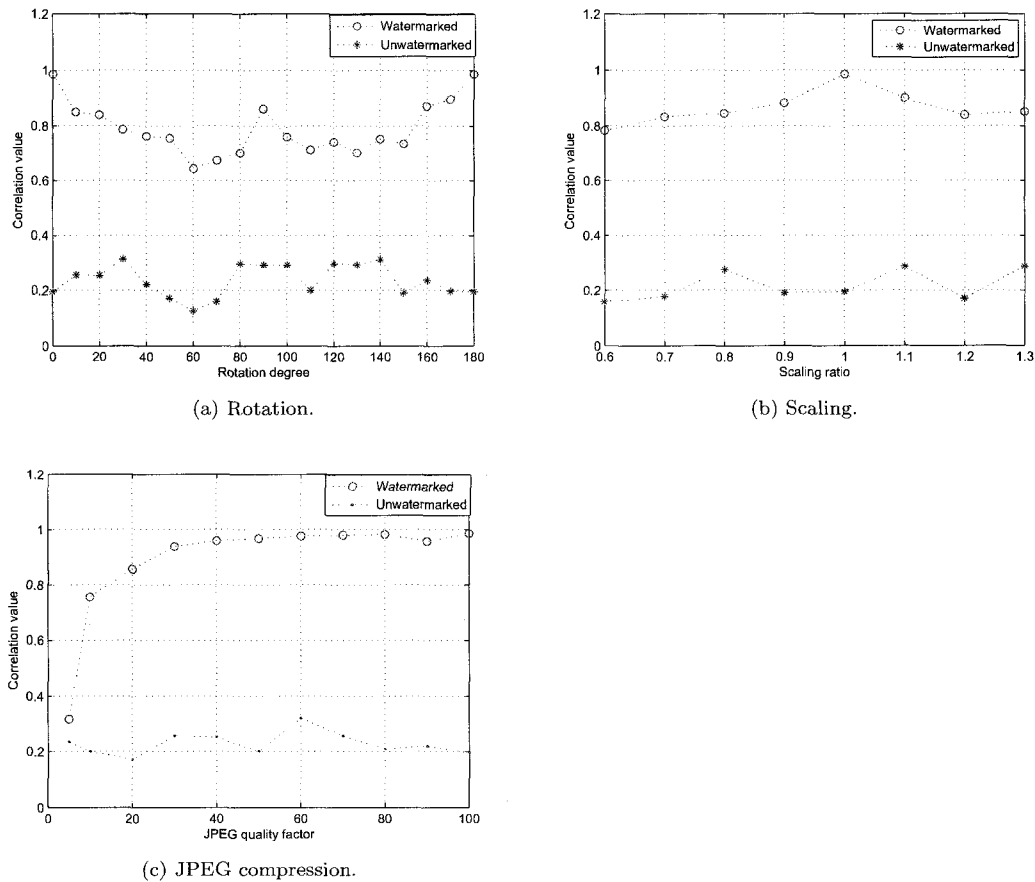 1.2
1
0.8
0.6
0.4
0.2
0
Correlation value
Watermarked
Unwatermarked
0 20 40 60 80 100 120 140 160 180
Rotation degree
(a) Rotation.
1.2
1
0.8
0.6
0.4
0.2
0
Correlation value
Watermarked
Unwatermarked
0.6 0.7 0.8 0.9 1 1.1 1.2 1.3
Scaling ratio
(b) Scaling.
1.2
1
0.8
0.6
0.4
0.2
0
Correlation value
Watermarked
Unwatermarked
0 20 40 60 80 100
JPEG quality factor
(c) JPEG compression.